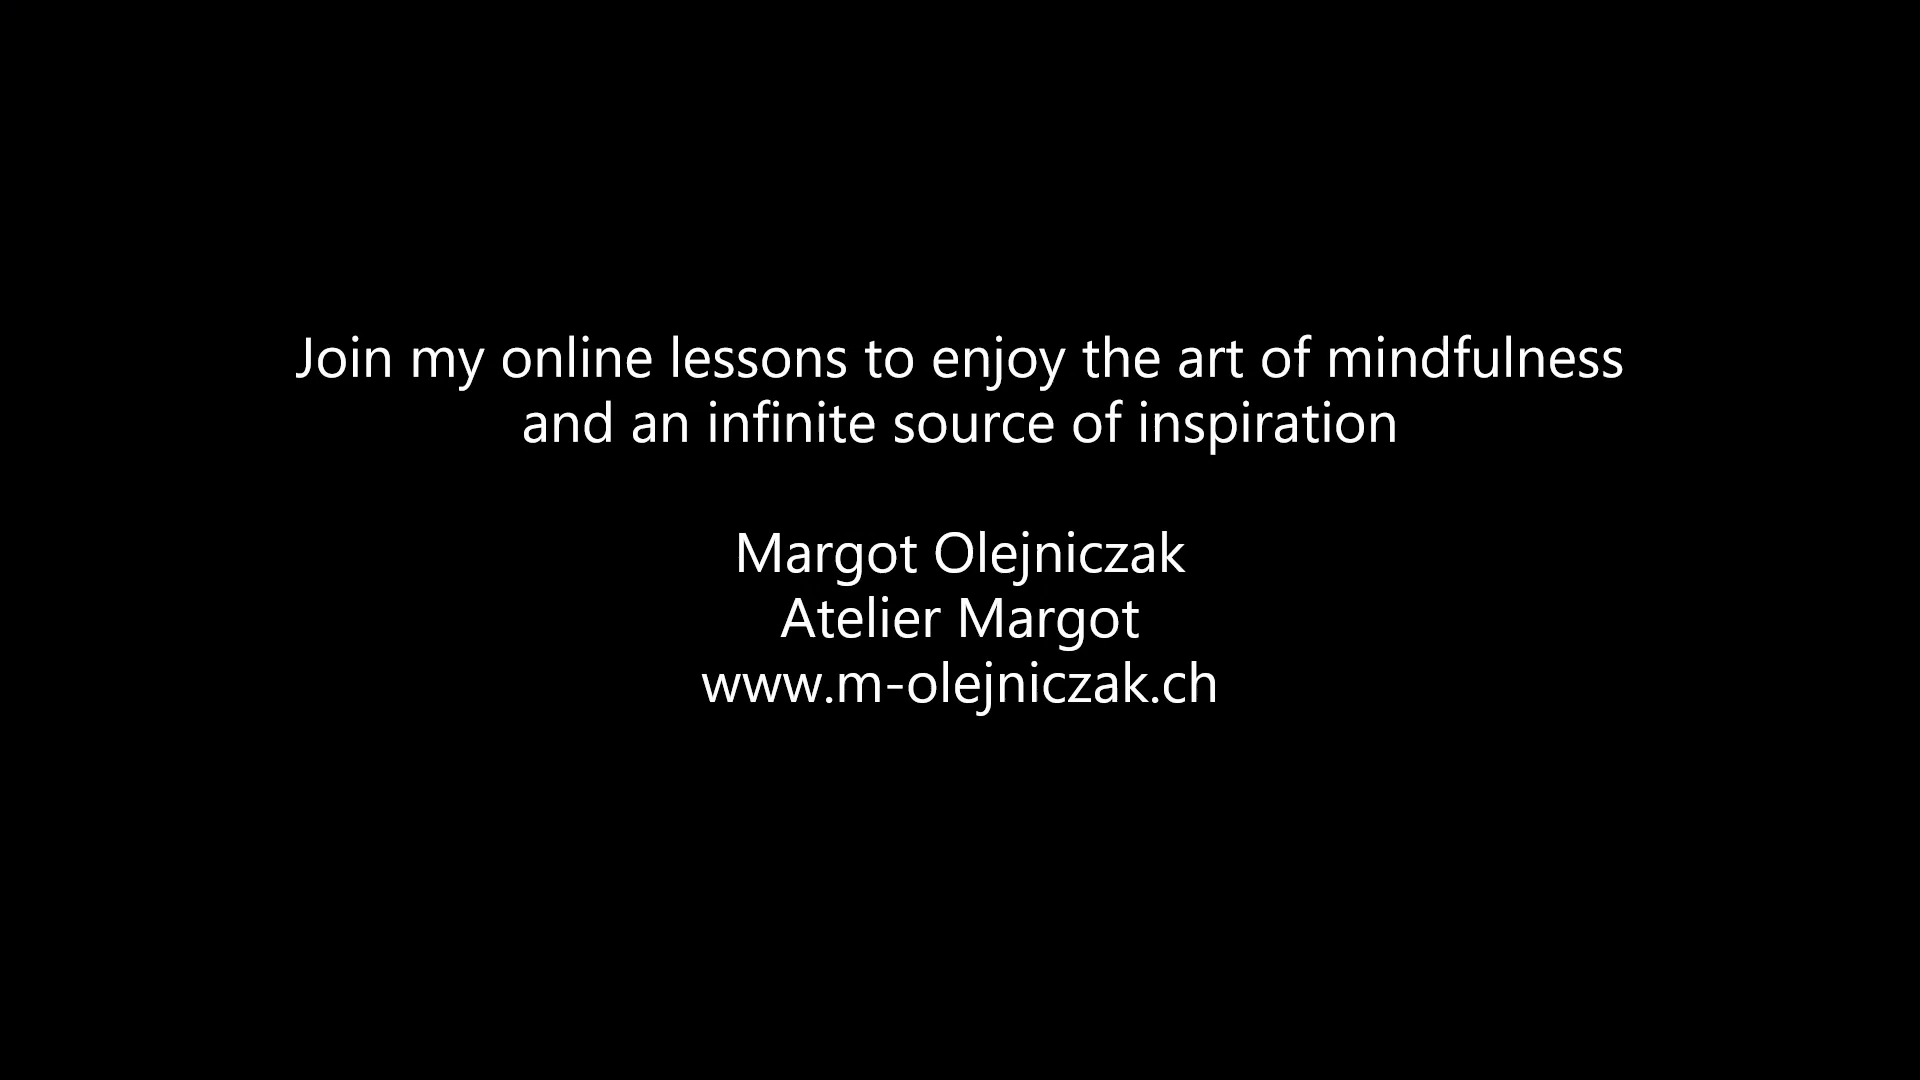 Join my online lessons to enjoy the art of mindfulness
and an infinite source of inspiration
Margot Olejniczak
Atelier Margot
www.m-olejniczak.ch